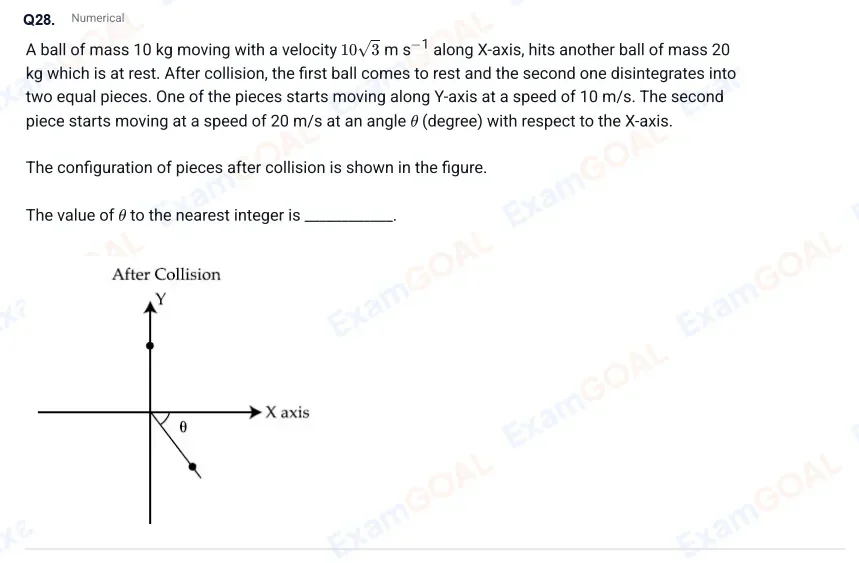 Q28. Numerical
A ball of mass 10 kg moving with a velocity 10√3 m s⁻¹ along X-axis, hits another ball of mass 20
kg which is at rest. After collision, the first ball comes to rest and the second one disintegrates into
two equal pieces. One of the pieces starts moving along Y-axis at a speed of 10 m/s. The second
piece starts moving at a speed of 20 m/s at an angle θ (degree) with respect to the X-axis.
The configuration of pieces after collision is shown in the figure.
The value of θ to the nearest integer is ____________.
After Collision
Y
X axis
θ
ExamGOAL
ExamGOAL
ExamGOAL
ExamGOAL
ExamGOAL
ExamGOAL
ExamGOAL